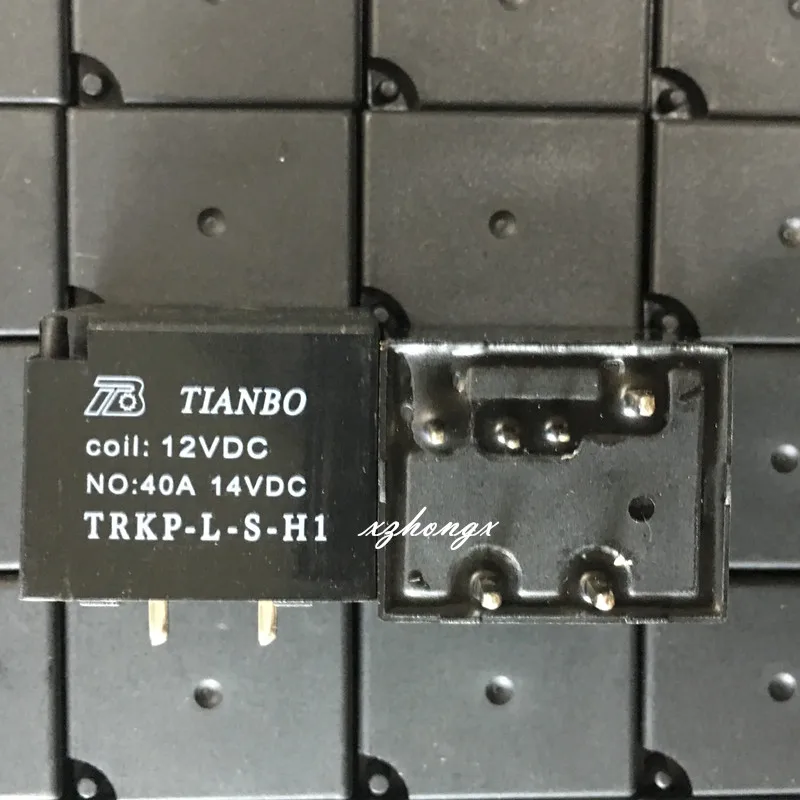 TIANBO
coil: 12VDC
NO:40A 14VDC
TRKP-L-S-H1
xzhongx